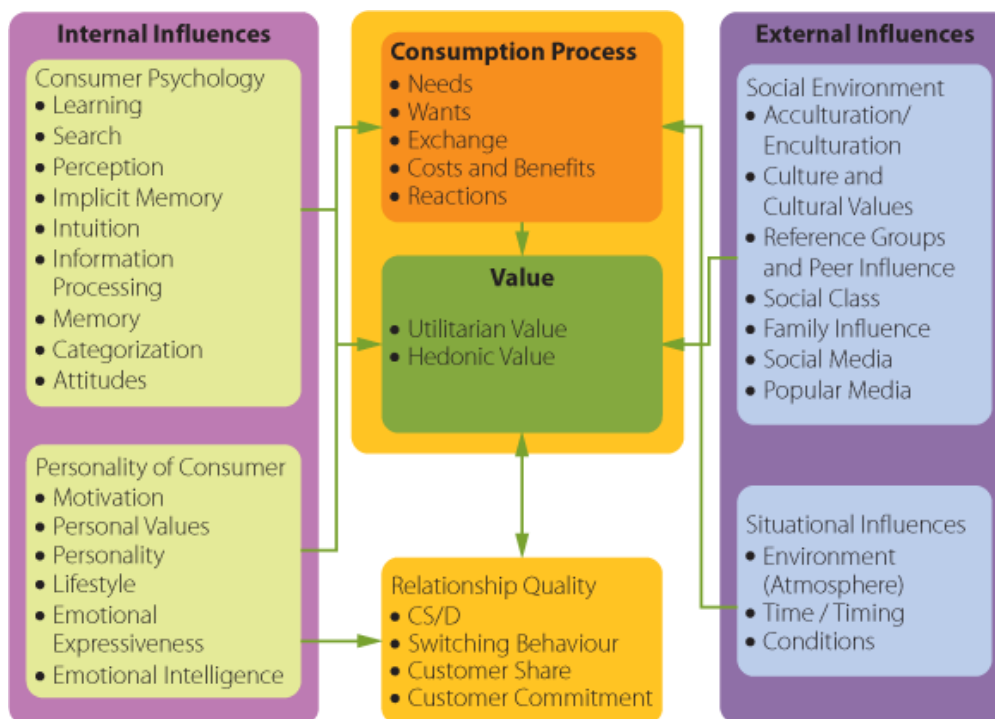 Internal Influences
Consumer Psychology
• Learning
• Search
• Perception
• Implicit Memory
• Intuition
• Information
Processing
• Memory
• Categorization
• Attitudes
Personality of Consumer
• Motivation
• Personal Values
• Personality
• Lifestyle
• Emotional
Expressiveness
• Emotional Intelligence
Consumption Process
• Needs
• Wants
• Exchange
• Costs and Benefits
• Reactions
Value
• Utilitarian Value
• Hedonic Value
Relationship Quality
• CS/D
• Switching Behaviour
• Customer Share
• Customer Commitment
External Influences
Social Environment
• Acculturation/
Enculturation
• Culture and
Cultural Values
• Reference Groups
and Peer Influence
• Social Class
• Family Influence
• Social Media
• Popular Media
Situational Influences
• Environment
(Atmosphere)
• Time / Timing
• Conditions